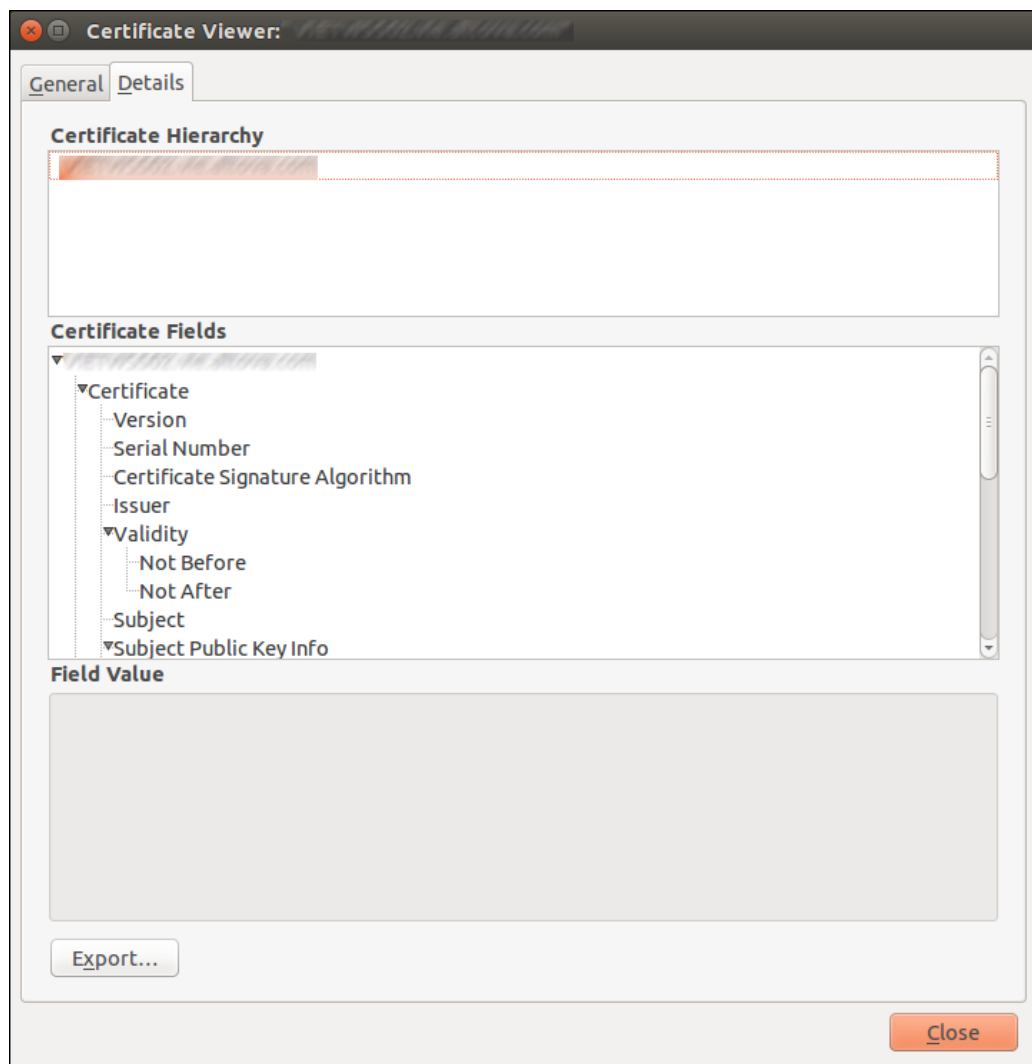 Certificate Viewer:
General Details
Certificate Hierarchy
Certificate Fields
Certificate
Version
Serial Number
Certificate Signature Algorithm
Issuer
Validity
Not Before
Not After
Subject
Subject Public Key Info
Field Value
Export...
Close